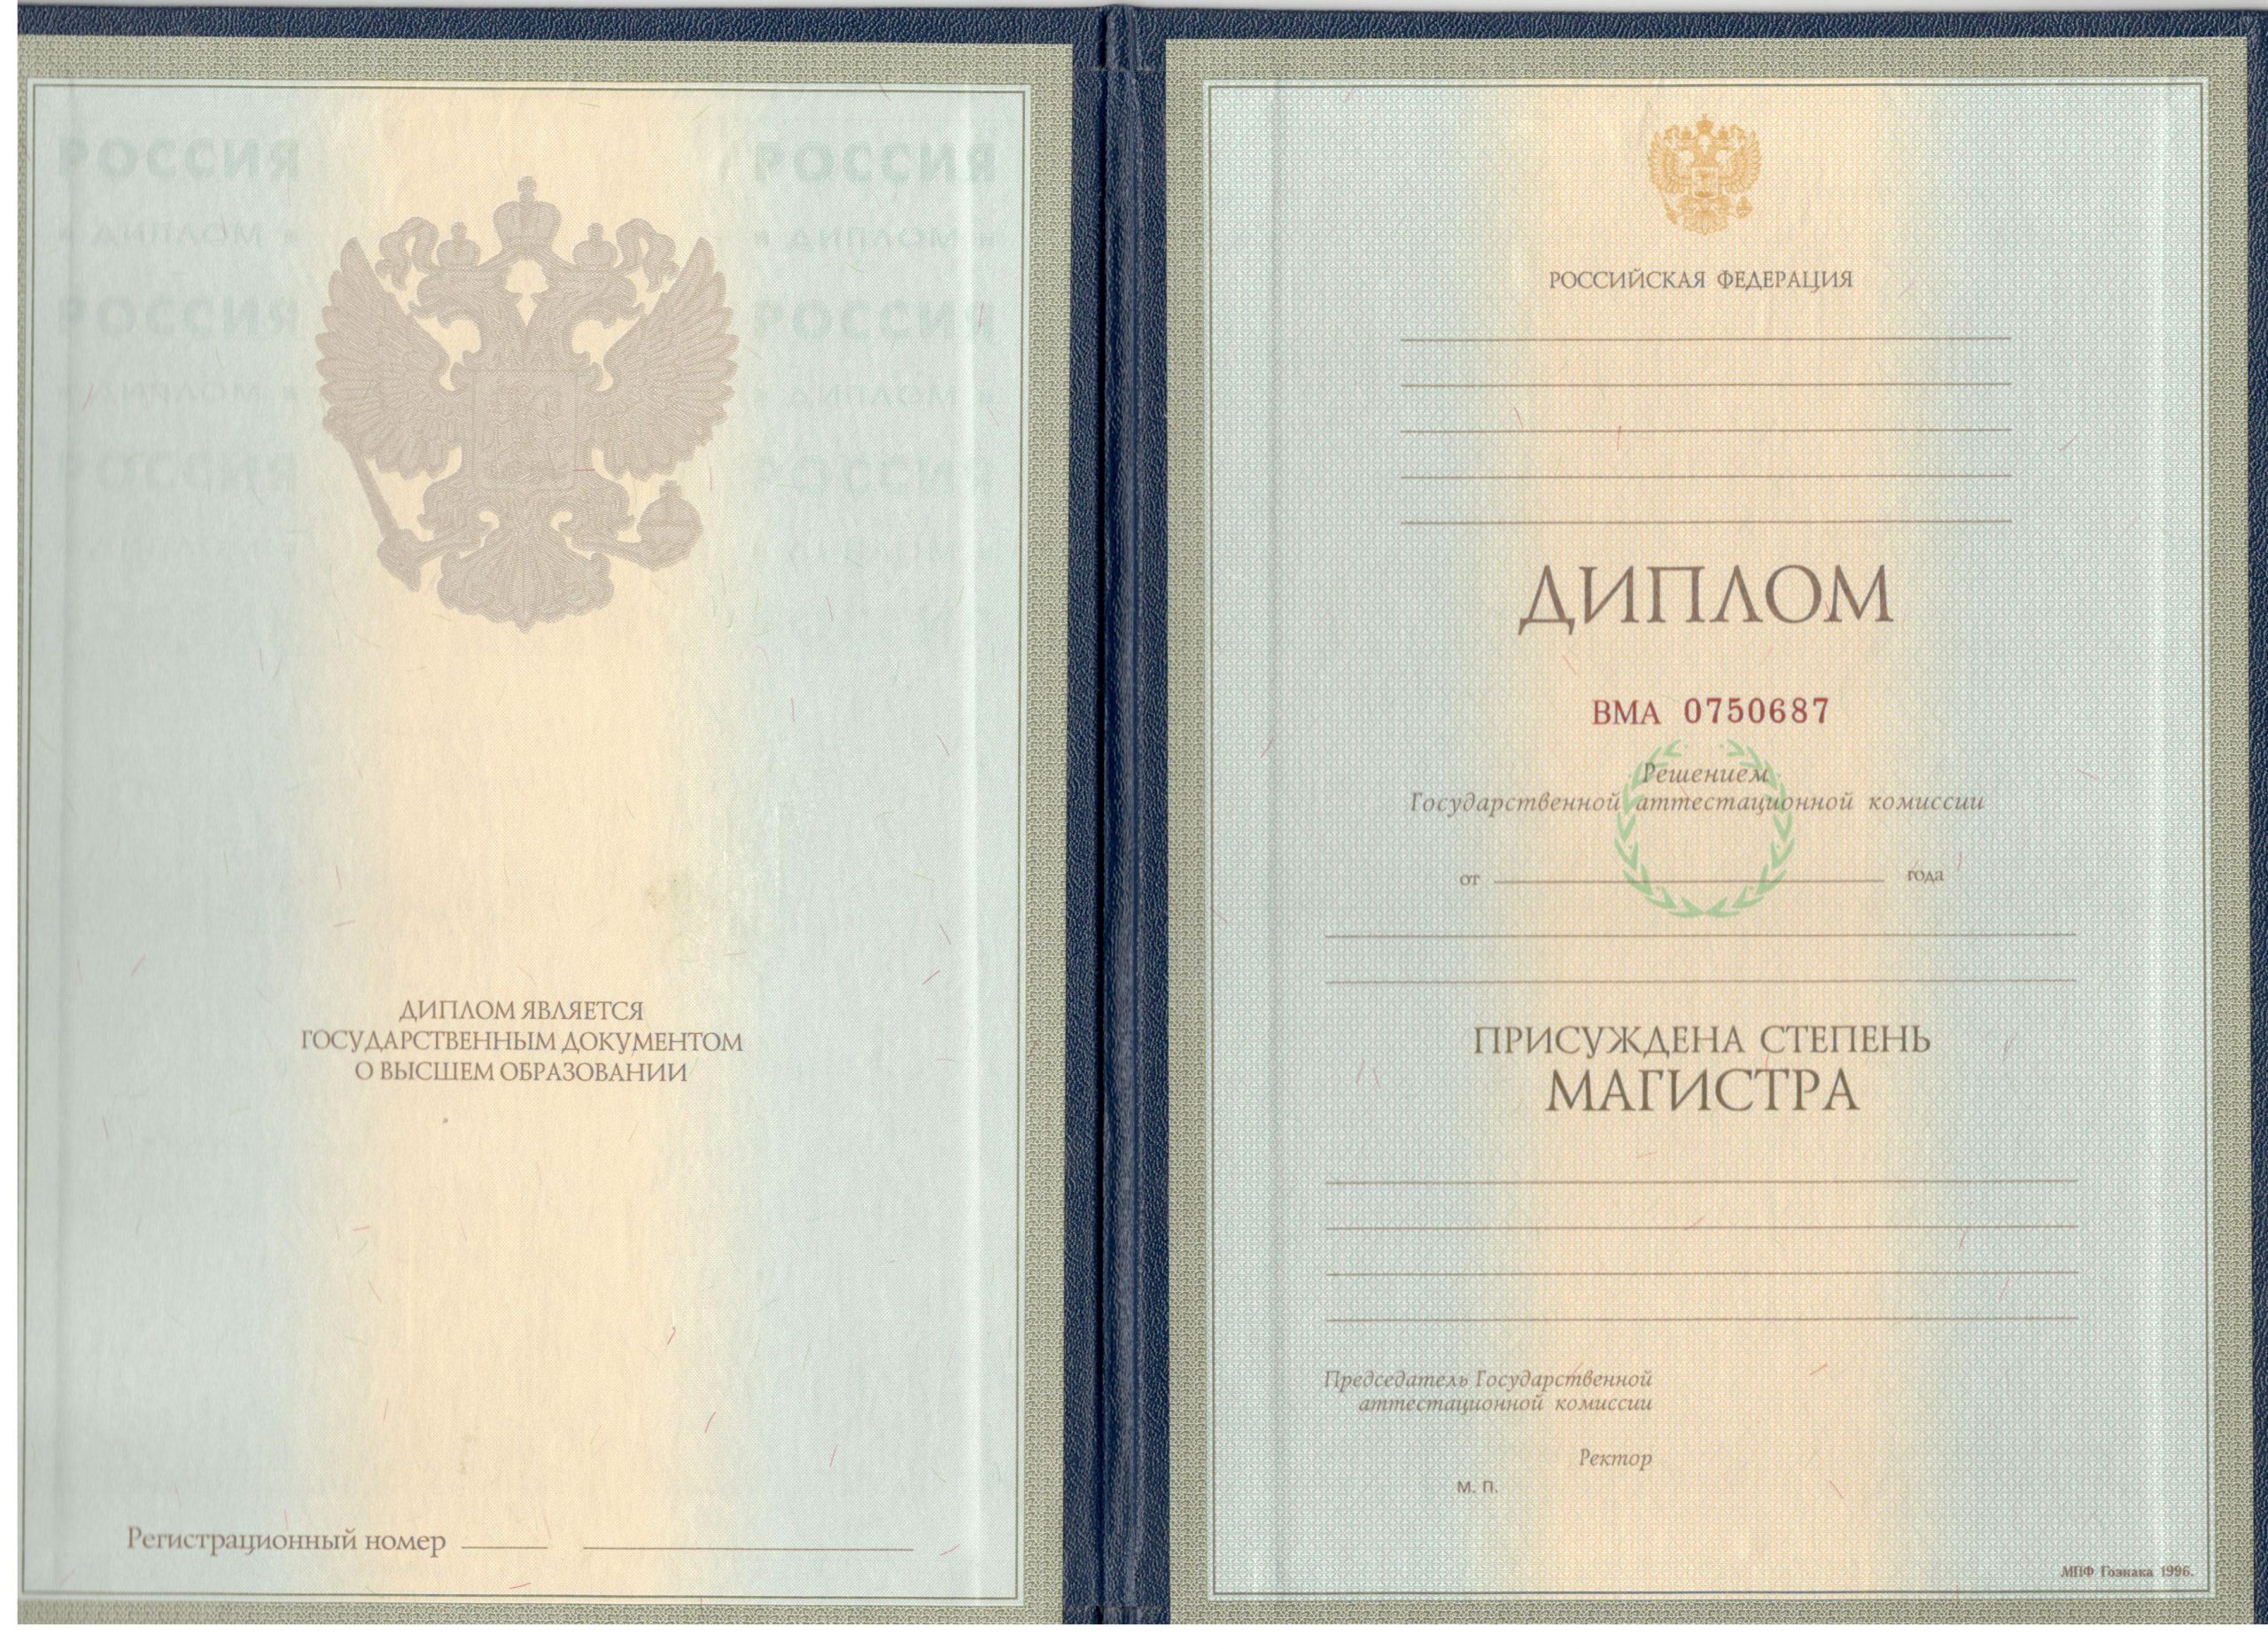 РОССИЯ РОССИЯ
ДИПЛОМ ДИПЛОМ
РОССИЯ РОССИЯ
ДИПЛОМ ДИПЛОМ
РОССИЯ РОССИЯ
ДИПЛОМ ДИПЛОМ
ДИПЛОМ ЯВЛЯЕТСЯ
ГОСУДАРСТВЕННЫМ ДОКУМЕНТОМ
О ВЫСШЕМ ОБРАЗОВАНИИ
Регистрационный номер
РОССИЙСКАЯ ФЕДЕРАЦИЯ
ДИПЛОМ
ВМА 0750687
Решением
Государственной аттестационной комиссии
от года
ПРИСУЖДЕНА СТЕПЕНЬ
МАГИСТРА
Председатель Государственной
аттестационной комиссии
Ректор
М. П.
МПФ Гознака 1996.